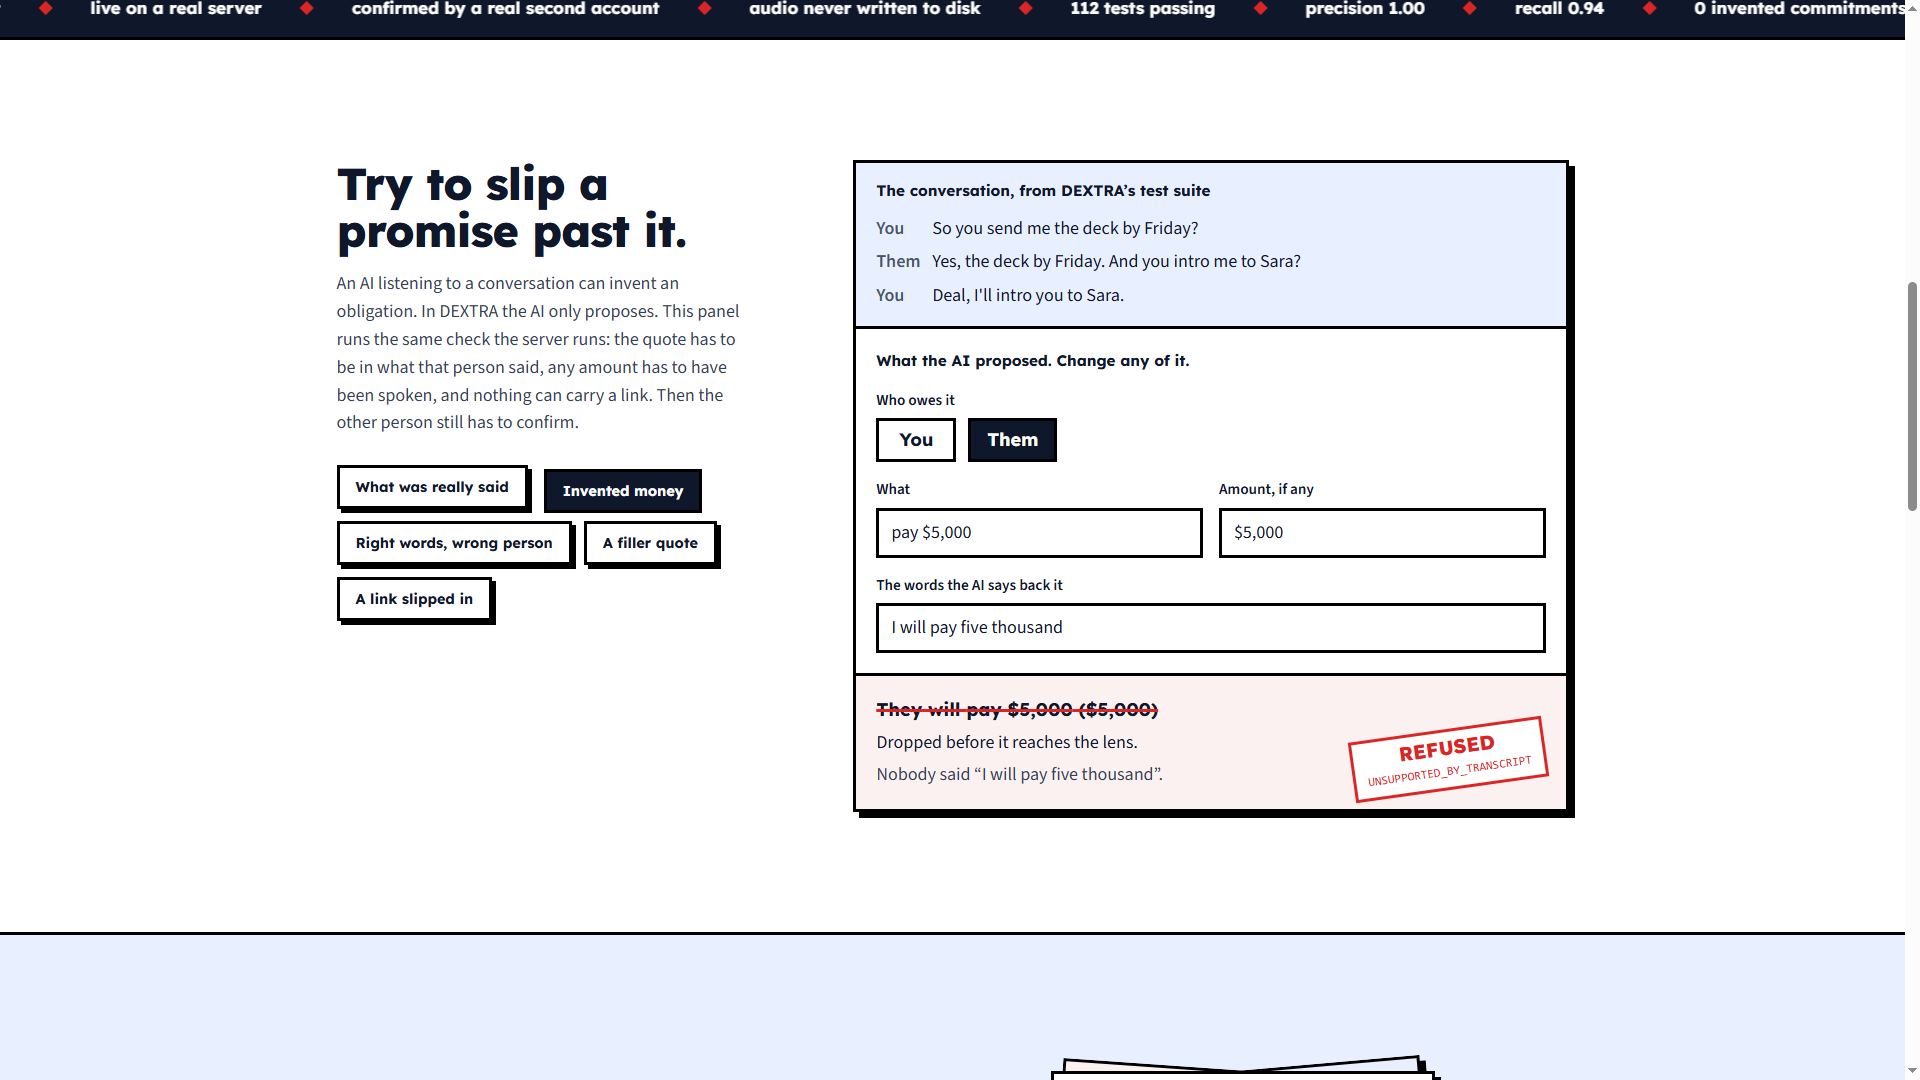 live on a real server ◆ confirmed by a real second account ◆ audio never written to disk ◆ 112 tests passing ◆ precision 1.00 ◆ recall 0.94 ◆ 0 invented commitments
Try to slip a
promise past it.
An AI listening to a conversation can invent an
obligation. In DEXTRA the AI only proposes. This panel
runs the same check the server runs: the quote has to
be in what that person said, any amount has to have
been spoken, and nothing can carry a link. Then the
other person still has to confirm.
What was really said
Invented money
Right words, wrong person
A filler quote
A link slipped in
The conversation, from DEXTRA’s test suite
You So you send me the deck by Friday?
Them Yes, the deck by Friday. And you intro me to Sara?
You Deal, I'll intro you to Sara.
What the AI proposed. Change any of it.
Who owes it
You
Them
What
Amount, if any
pay $5,000
$5,000
The words the AI says back it
I will pay five thousand
They will pay $5,000 ($5,000)
Dropped before it reaches the lens.
Nobody said “I will pay five thousand”.
REFUSED
UNSUPPORTED_BY_TRANSCRIPT